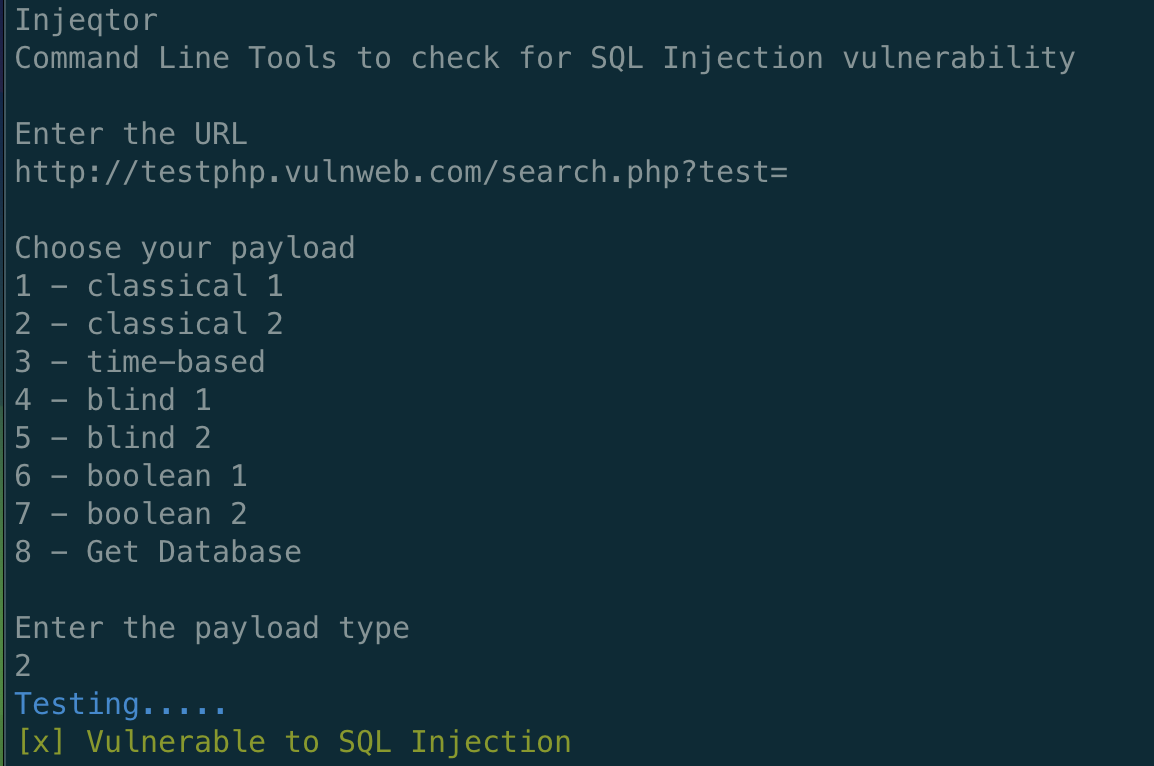 Injeqtor
Command Line Tools to check for SQL Injection vulnerability
Enter the URL
http://testphp.vulnweb.com/search.php?test=
Choose your payload
1 - classical 1
2 - classical 2
3 - time-based
4 - blind 1
5 - blind 2
6 - boolean 1
7 - boolean 2
8 - Get Database
Enter the payload type
2
Testing.....
[x] Vulnerable to SQL Injection